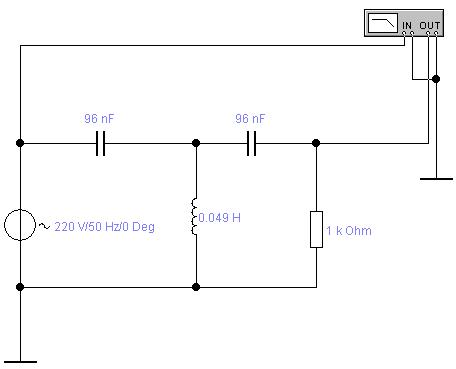 IN OUT
96 nF
96 nF
220 V/50 Hz/0 Deg
0.049 H
1 k Ohm